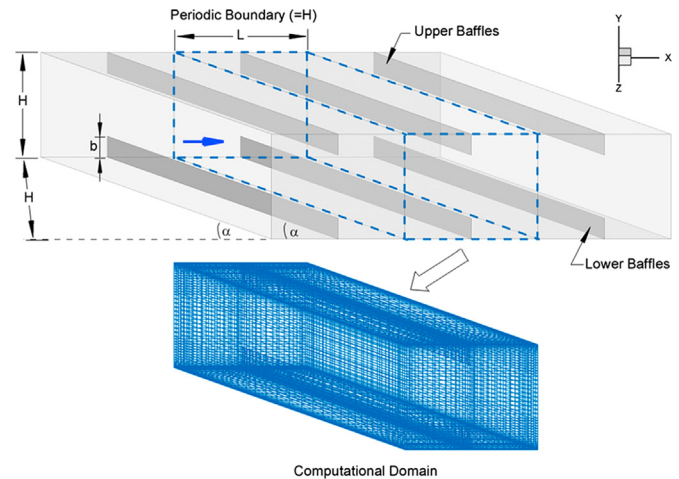 Periodic Boundary (=H)
L
Upper Baffles
Y
X
Z
H
b
H
α
α
Lower Baffles
Computational Domain